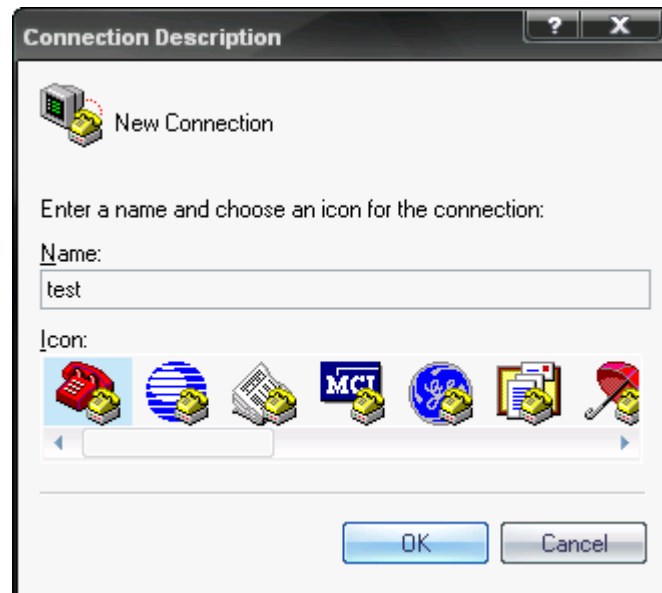 Connection Description
? X
New Connection
Enter a name and choose an icon for the connection:
Name:
test
Icon:
MCI
OK Cancel